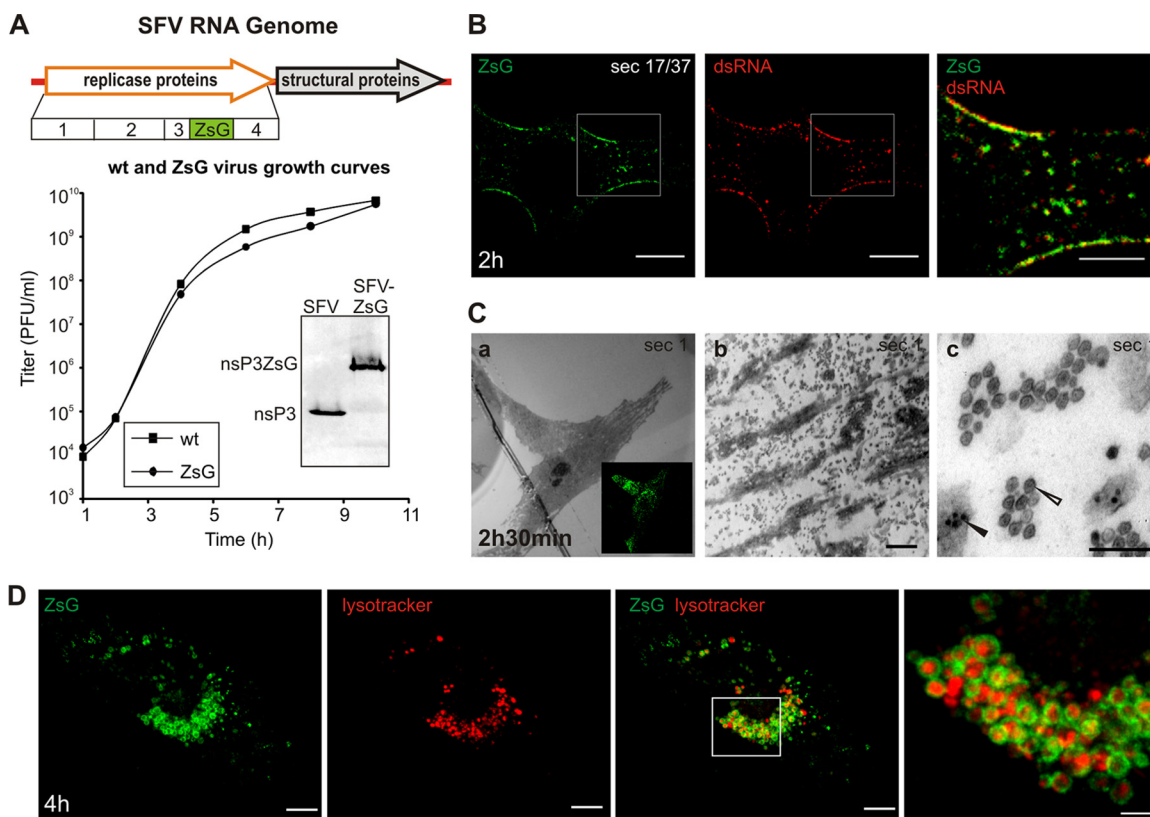 A
SFV RNA Genome
replicase proteins
structural proteins
1 2 3 ZsG 4
wt and ZsG virus growth curves
Titer (PFU/ml)
10^10
10^9
10^8
10^7
10^6
10^5
10^4
10^3
1 3 5 7 9 11
Time (h)
wt
ZsG
SFV SFV-
ZsG
nsP3ZsG
nsP3
B
ZsG sec 17/37
2h
dsRNA
ZsG
dsRNA
C
a sec 1
2h30min
b sec 1
c sec 1
D
ZsG
4h
lysotracker
ZsG lysotracker